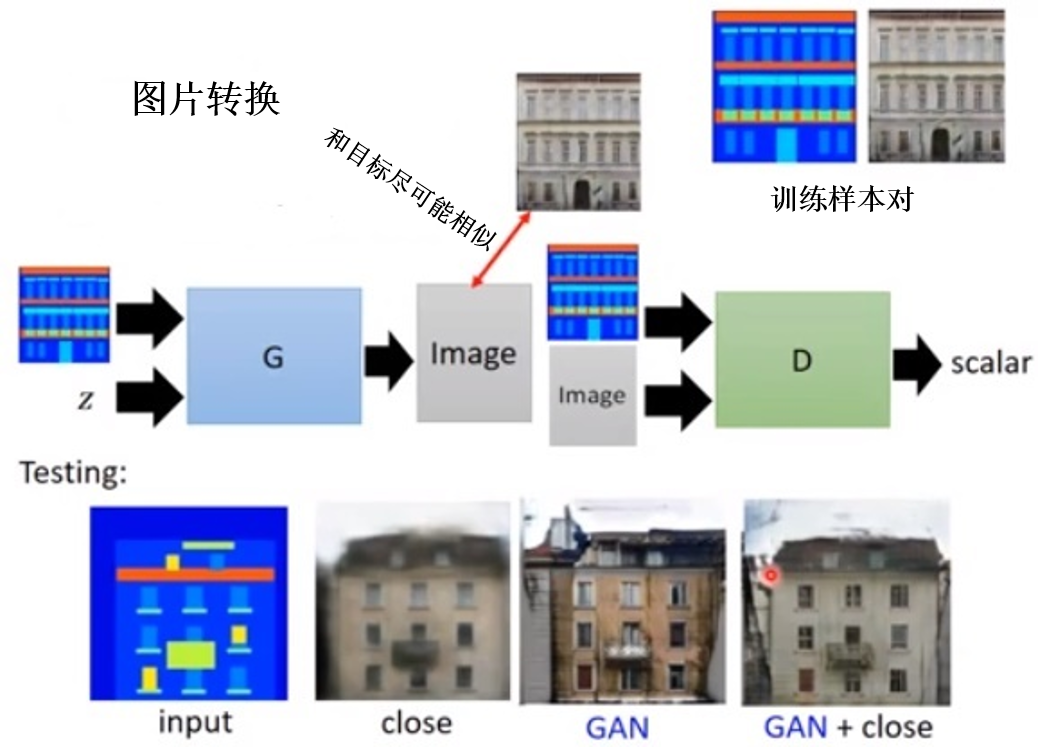 图片转换
和目标尽可能相似
训练样本对
z
G
Image
Image
D
scalar
Testing:
input
close
GAN
GAN + close